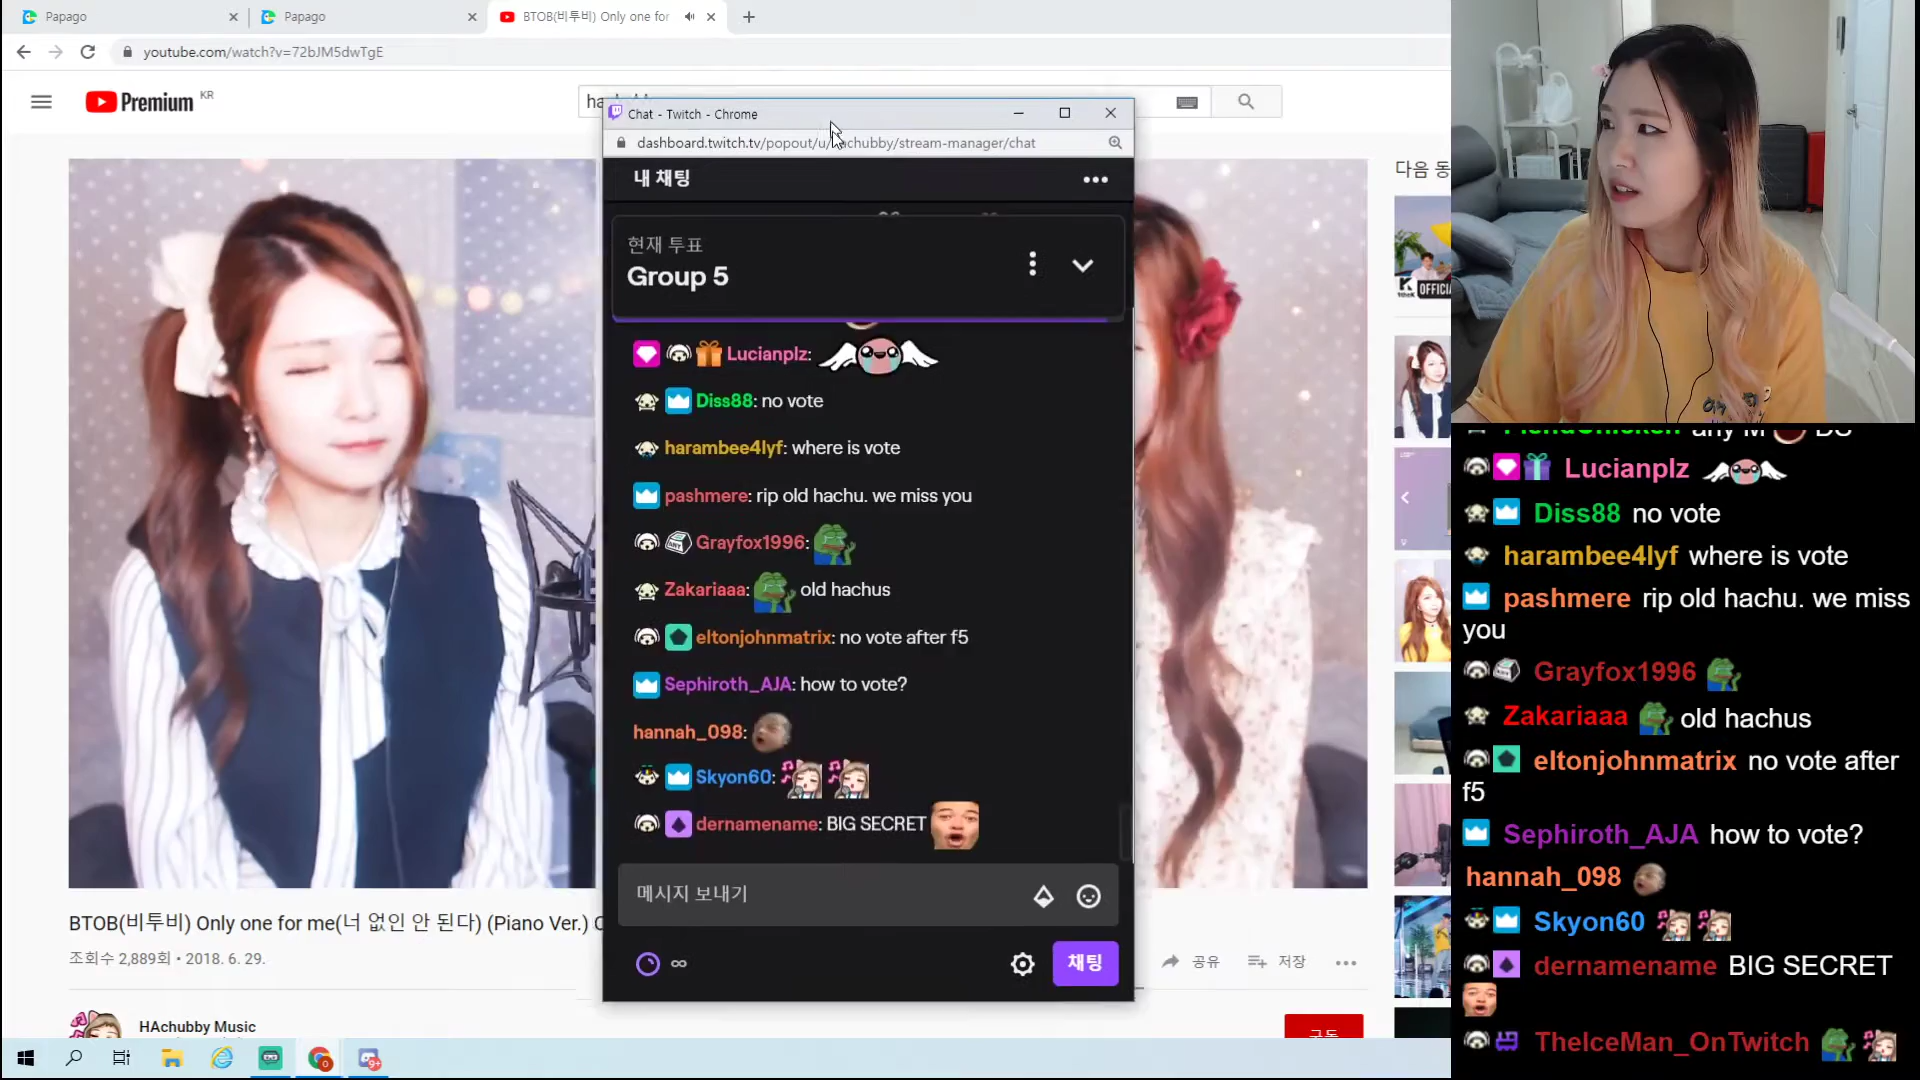 Papago
Papago
BTOB(비투비) Only one for
youtube.com/watch?v=72bJM5dwTgE
Premium KR
ha
Chat - Twitch - Chrome
dashboard.twitch.tv/popout/u/hachubby/stream-manager/chat
내 채팅
현재 투표
Group 5
Lucianplz:
Diss88: no vote
harambee4lyf: where is vote
pashmere: rip old hachu. we miss you
Grayfox1996:
Zakariaaa: old hachus
eltonjohnmatrix: no vote after f5
Sephiroth_AJA: how to vote?
hannah_098:
Skyon60:
dernamename: BIG SECRET
메시지 보내기
∞
채팅
BTOB(비투비) Only one for me(너 없인 안 된다) (Piano Ver.) C
조회수 2,889회 • 2018. 6. 29.
공유
저장
HAchubby Music
구독
다음 동
OFFICI
9+
any M
Lucianplz
Diss88 no vote
harambee4lyf where is vote
pashmere rip old hachu. we miss
you
Grayfox1996
Zakariaaa old hachus
eltonjohnmatrix no vote after
f5
Sephiroth_AJA how to vote?
hannah_098
Skyon60
dernamename BIG SECRET
TheIceMan_OnTwitch